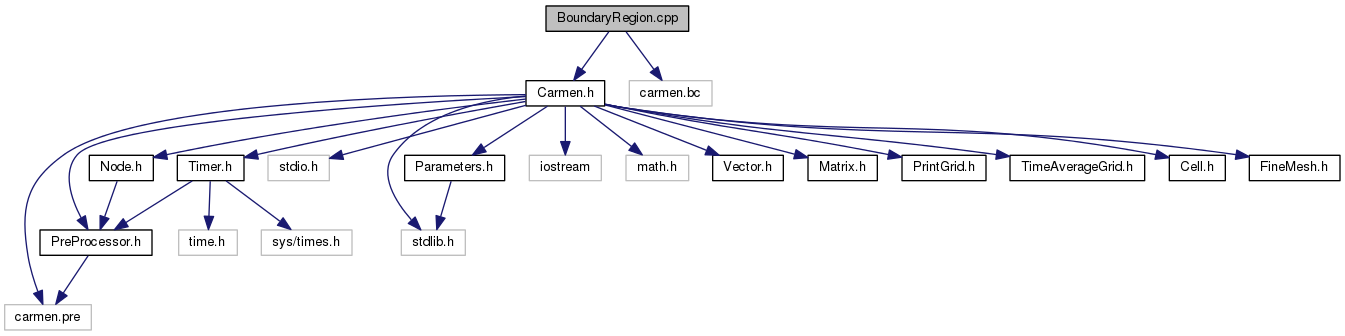 BoundaryRegion.cpp
Carmen.h
carmen.bc
Node.h
Timer.h
stdio.h
Parameters.h
iostream
math.h
Vector.h
Matrix.h
PrintGrid.h
TimeAverageGrid.h
Cell.h
FineMesh.h
PreProcessor.h
time.h
sys/times.h
stdlib.h
carmen.pre